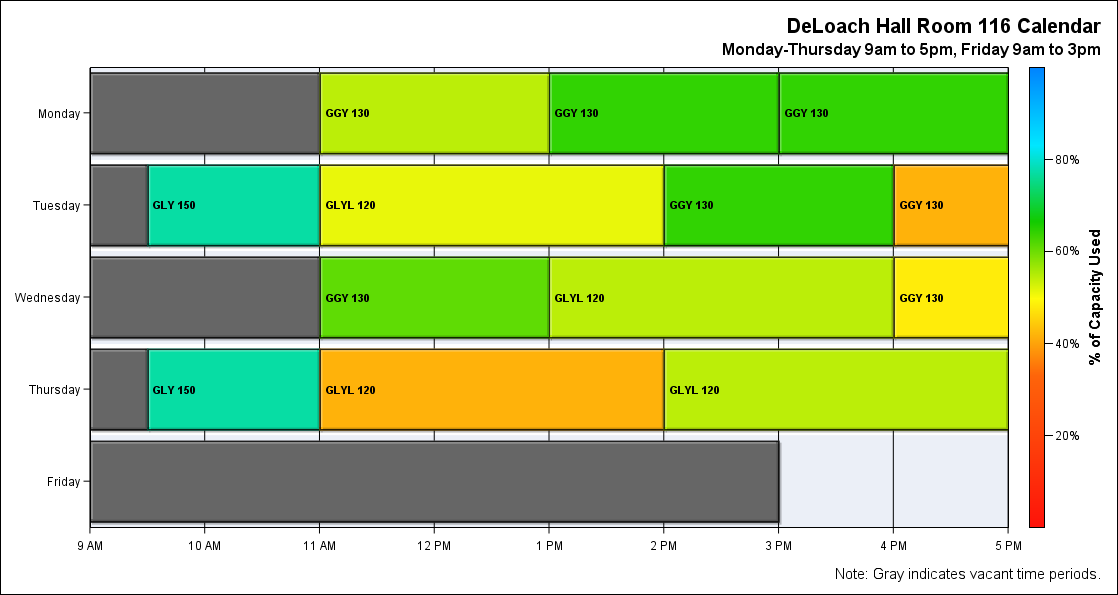 DeLoach Hall Room 116 Calendar
Monday-Thursday 9am to 5pm, Friday 9am to 3pm
Monday
GGY 130
GGY 130
GGY 130
Tuesday
GLY 150
GLYL 120
GGY 130
GGY 130
Wednesday
GGY 130
GLYL 120
GGY 130
Thursday
GLY 150
GLYL 120
GLYL 120
Friday
9 AM
10 AM
11 AM
12 PM
1 PM
2 PM
3 PM
4 PM
5 PM
80%
60%
40%
20%
% of Capacity Used
Note: Gray indicates vacant time periods.